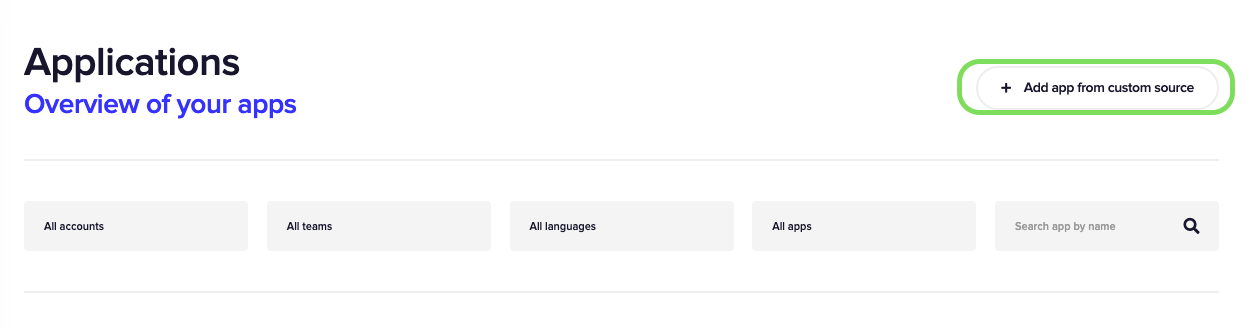 Applications
Overview of your apps
+ Add app from custom source
All accounts
All teams
All languages
All apps
Search app by name